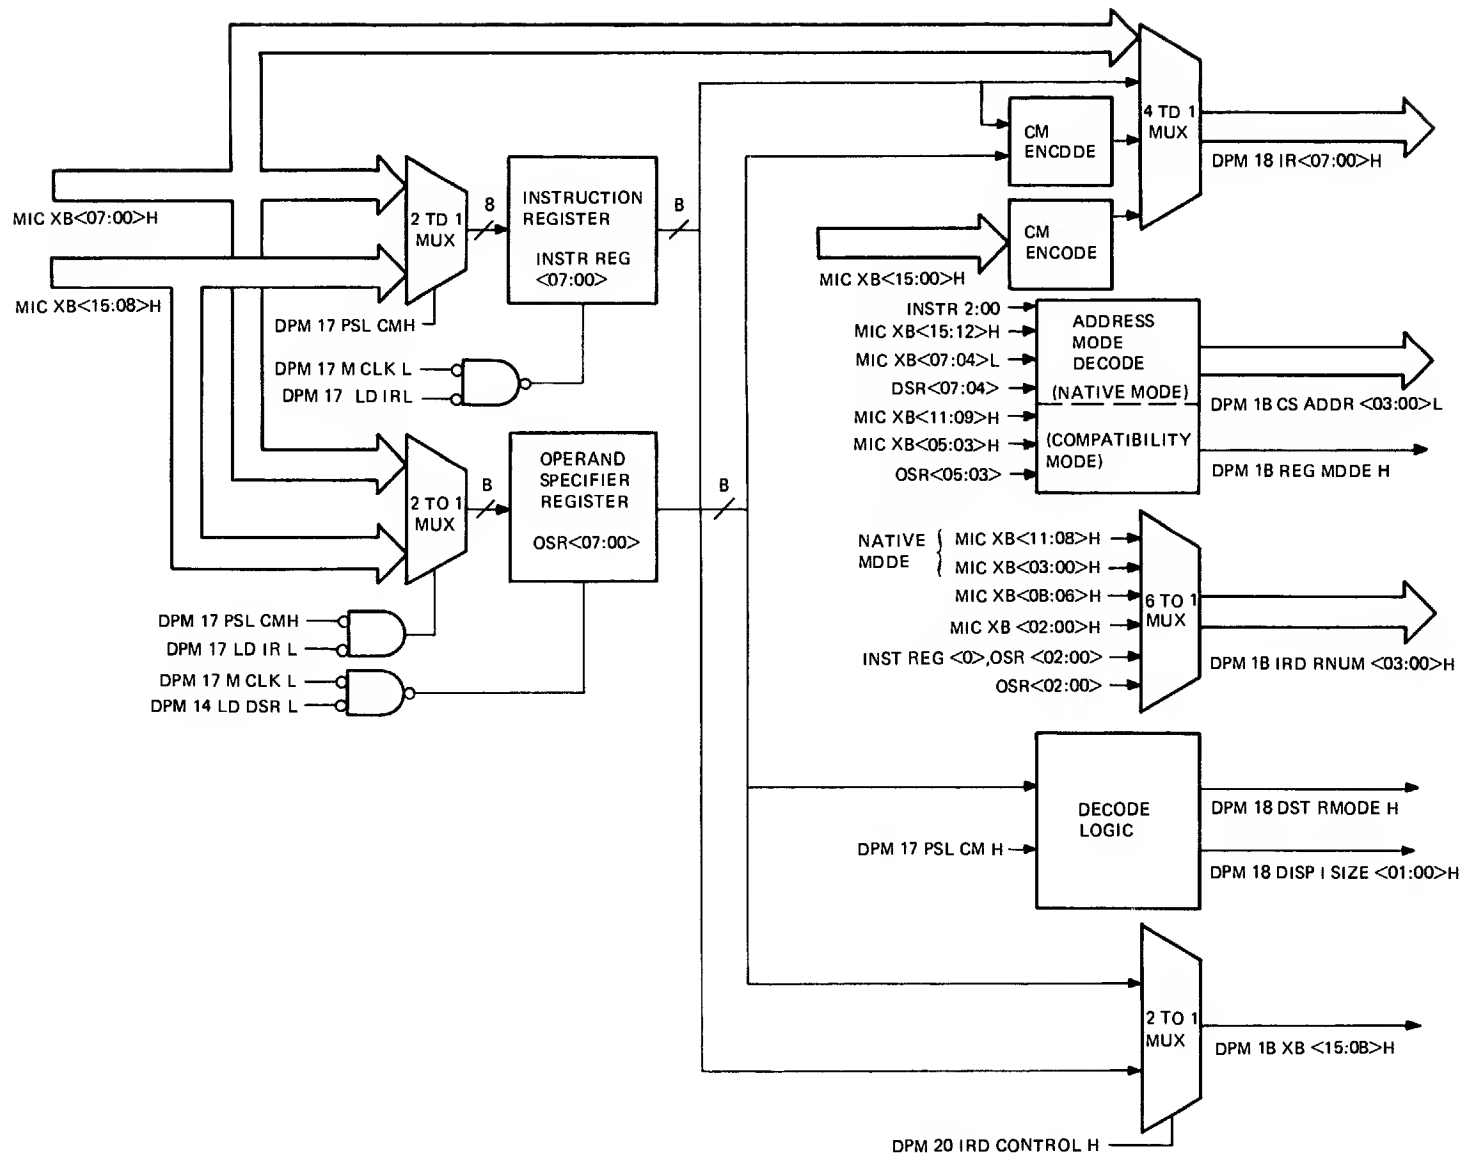 4 TD 1
MUX
DPM 18 IR<07:00>H
CM
ENCDDE
MIC XB<07:00>H
2 TD 1
MUX
8
INSTRUCTION
REGISTER
INSTR REG
<07:00>
B
CM
ENCODE
MIC XB<15:00>H
MIC XB<15:08>H
DPM 17 PSL CMH
DPM 17 M CLK L
DPM 17 LD IRL
INSTR 2:00
MIC XB<15:12>H
MIC XB<07:04>L
DSR<07:04>
MIC XB<11:09>H
MIC XB<05:03>H
OSR<05:03>
ADDRESS
MODE
DECODE
(NATIVE MODE)
(COMPATIBILITY
MODE)
DPM 1B CS ADDR <03:00>L
DPM 1B REG MDDE H
2 TO 1
MUX
B
OPERAND
SPECIFIER
REGISTER
OSR<07:00>
B
NATIVE
MDDE
MIC XB<11:08>H
MIC XB<03:00>H
MIC XB<0B:06>H
MIC XB <02:00>H
INST REG <0>,OSR <02:00>
OSR<02:00>
6 TO 1
MUX
DPM 1B IRD RNUM <03:00>H
DPM 17 PSL CMH
DPM 17 LD IR L
DPM 17 M CLK L
DPM 14 LD DSR L
DECODE
LOGIC
DPM 17 PSL CM H
DPM 18 DST RMODE H
DPM 18 DISP I SIZE <01:00>H
2 TO 1
MUX
DPM 1B XB <15:0B>H
DPM 20 IRD CONTROL H